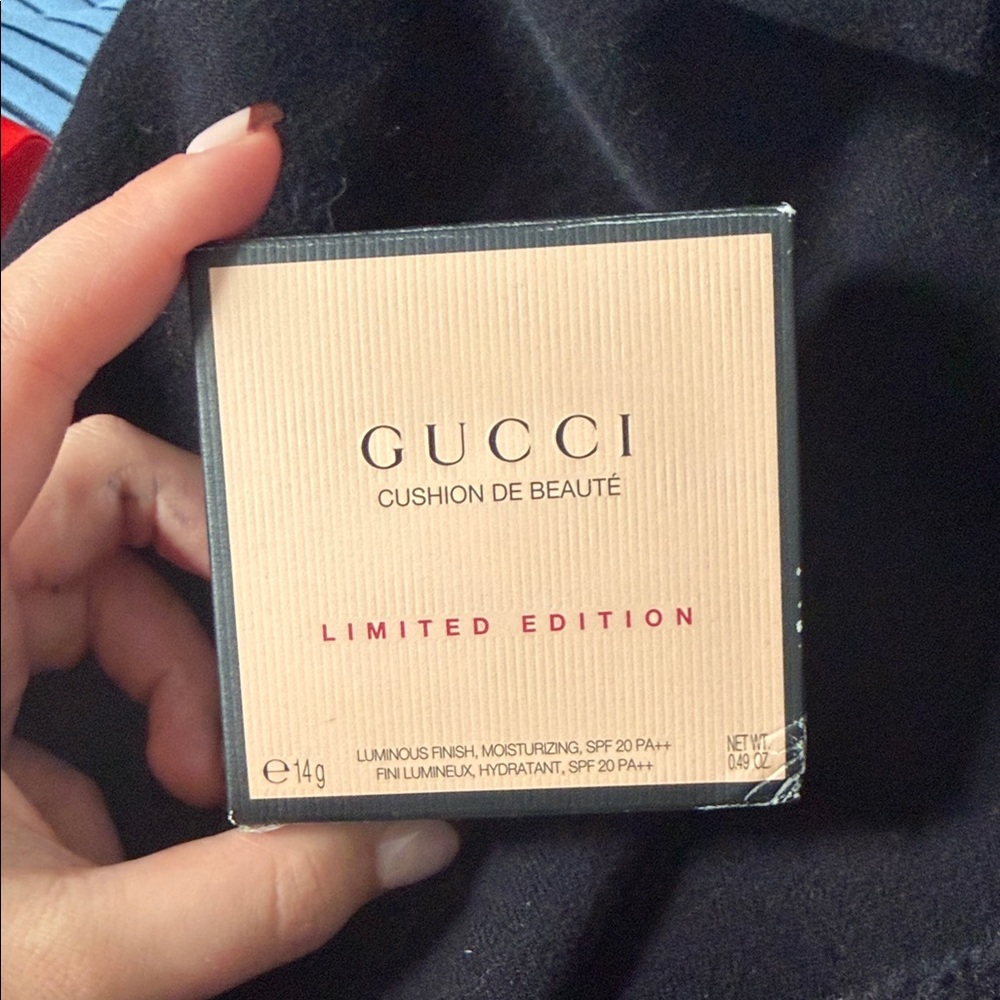 GUCCI
CUSHION DE BEAUTÉ
LIMITED EDITION
LUMINOUS FINISH, MOISTURIZING, SPF 20 PA++
FINI LUMINEUX, HYDRATANT, SPF 20 PA++
℮14g
NET WT.
0.49 OZ.